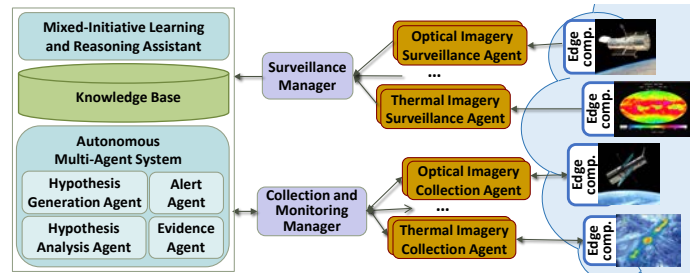 Mixed-Initiative Learning
and Reasoning Assistant
Knowledge Base
Autonomous
Multi-Agent System
Hypothesis
Generation Agent
Alert
Agent
Hypothesis
Analysis Agent
Evidence
Agent
Surveillance
Manager
Collection and
Monitoring
Manager
Optical Imagery
Surveillance Agent
...
Thermal Imagery
Surveillance Agent
Optical Imagery
Collection Agent
...
Thermal Imagery
Collection Agent
Edge
comp.
Edge
comp.
Edge
comp.
Edge
comp.